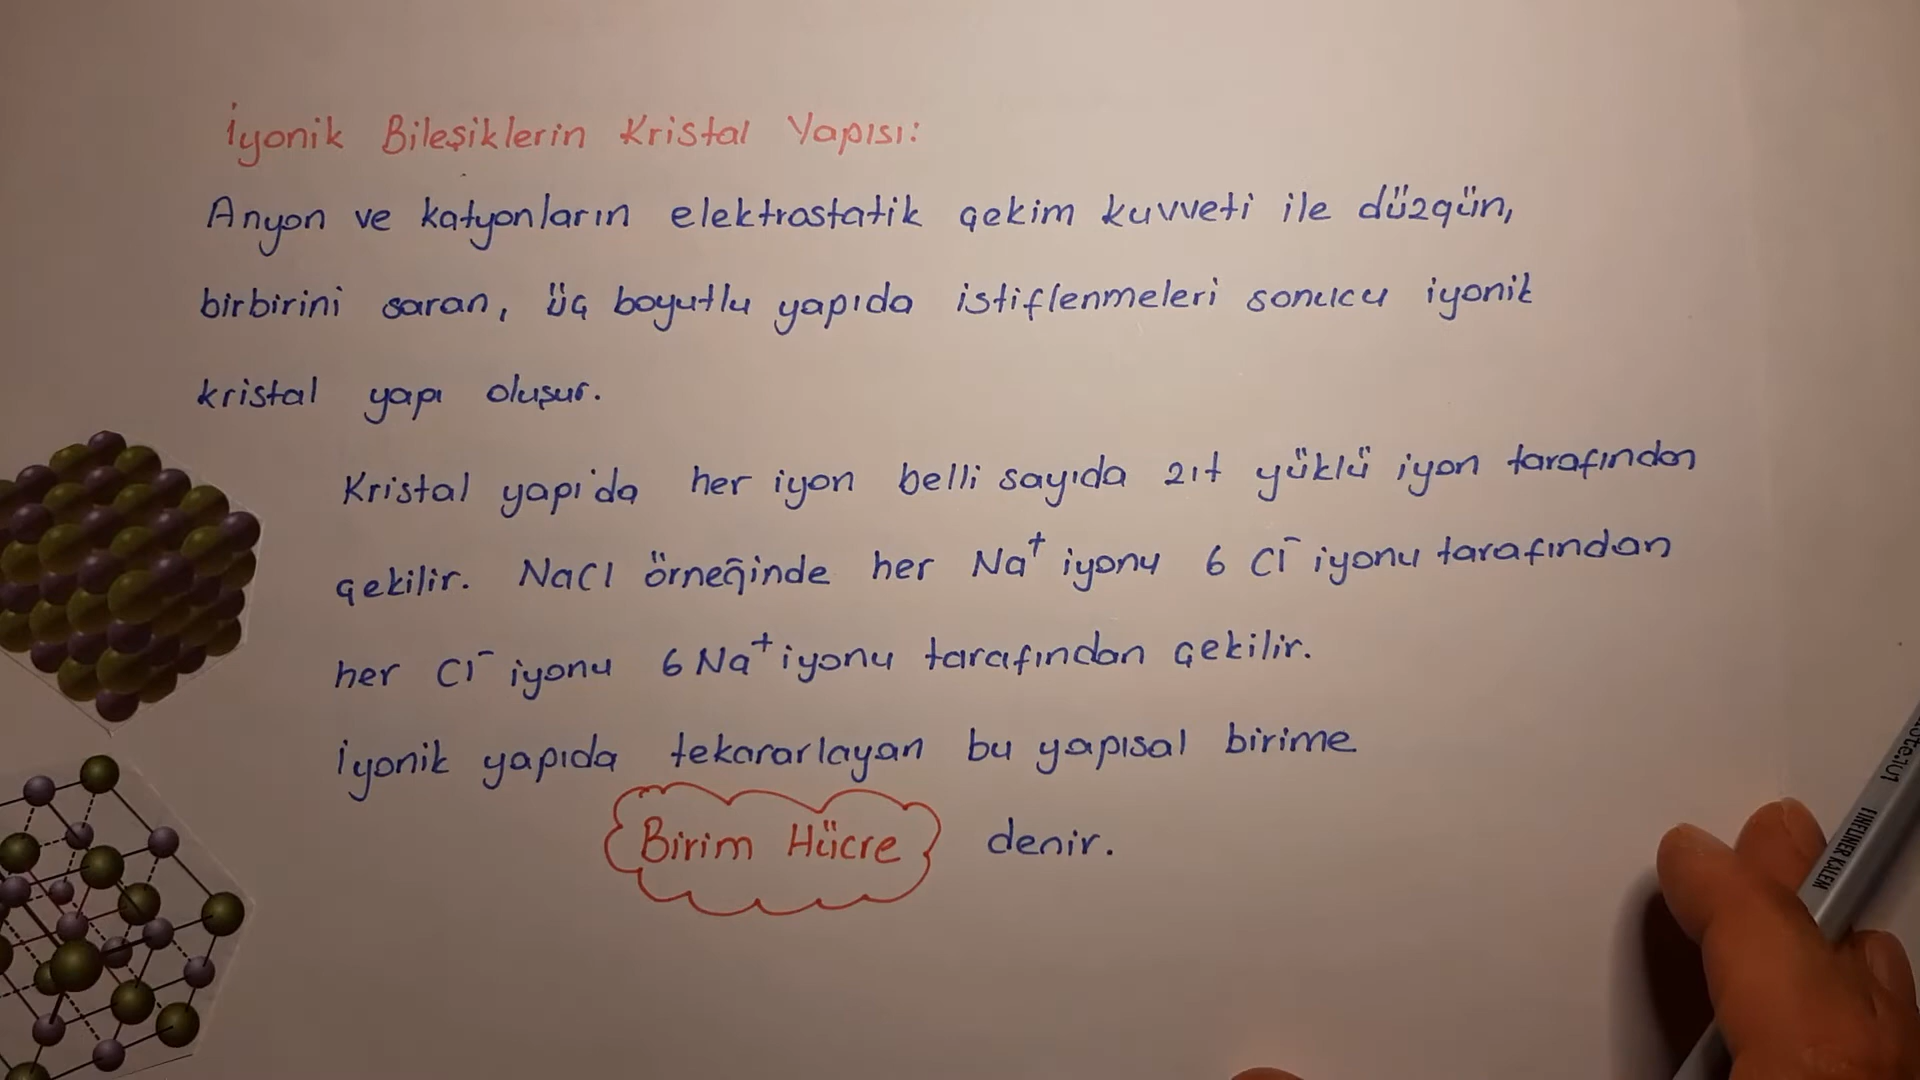 İyonik Bileşiklerin Kristal Yapısı:
Anyon ve katyonların elektrostatik çekim kuvveti ile düzgün,
birbirini saran, üç boyutlu yapıda istiflenmeleri sonucu iyonik
kristal yapı oluşur.
Kristal yapıda her iyon belli sayıda zıt yüklü iyon tarafından
çekilir. NaCl örneğinde her Na⁺ iyonu 6 Cl⁻ iyonu tarafından
her Cl⁻ iyonu 6 Na⁺ iyonu tarafından çekilir.
İyonik yapıda tekararlayan bu yapısal birime
Birim Hücre denir.
FINELINER KALEM